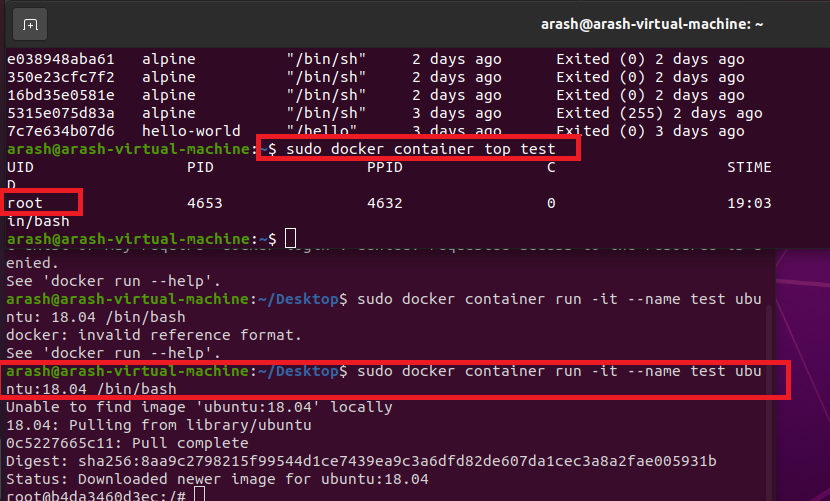 arash@arash-virtual-machine: ~
e038948aba61 alpine "/bin/sh" 2 days ago Exited (0) 2 days ago
350e23cfc7f2 alpine "/bin/sh" 2 days ago Exited (0) 2 days ago
16bd35e0581e alpine "/bin/sh" 2 days ago Exited (0) 2 days ago
5315e075d83a alpine "/bin/sh" 3 days ago Exited (255) 2 days ago
7c7e634b07d6 hello-world "/hello" 3 days ago Exited (0) 3 days ago
arash@arash-virtual-machine:~$ sudo docker container top test
UID PID PPID C STIME
D
root 4653 4632 0 19:03
in/bash
arash@arash-virtual-machine:~$
enied.
See 'docker run --help'.
arash@arash-virtual-machine:~/Desktop$ sudo docker container run -it --name test ubu
ntu: 18.04 /bin/bash
docker: invalid reference format.
See 'docker run --help'.
arash@arash-virtual-machine:~/Desktop$ sudo docker container run -it --name test ubu
ntu:18.04 /bin/bash
Unable to find image 'ubuntu:18.04' locally
18.04: Pulling from library/ubuntu
0c5227665c11: Pull complete
Digest: sha256:8aa9c2798215f99544d1ce7439ea9c3a6dfd82de607da1cec3a8a2fae005931b
Status: Downloaded newer image for ubuntu:18.04
root@b4da3460d3ec:/#